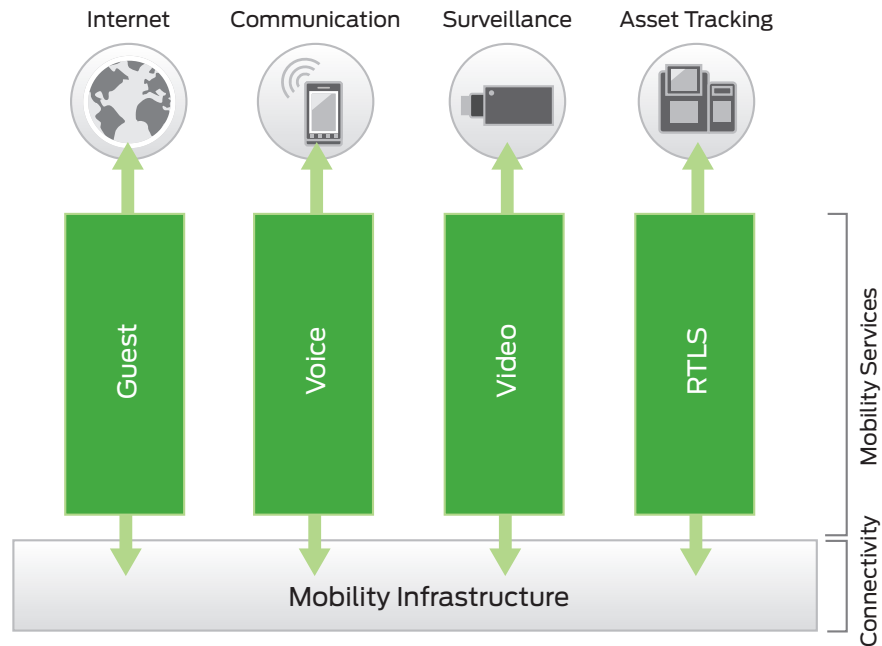 Internet
Communication
Surveillance
Asset Tracking
Guest
Voice
Video
RTLS
Mobility Services
Mobility Infrastructure
Connectivity